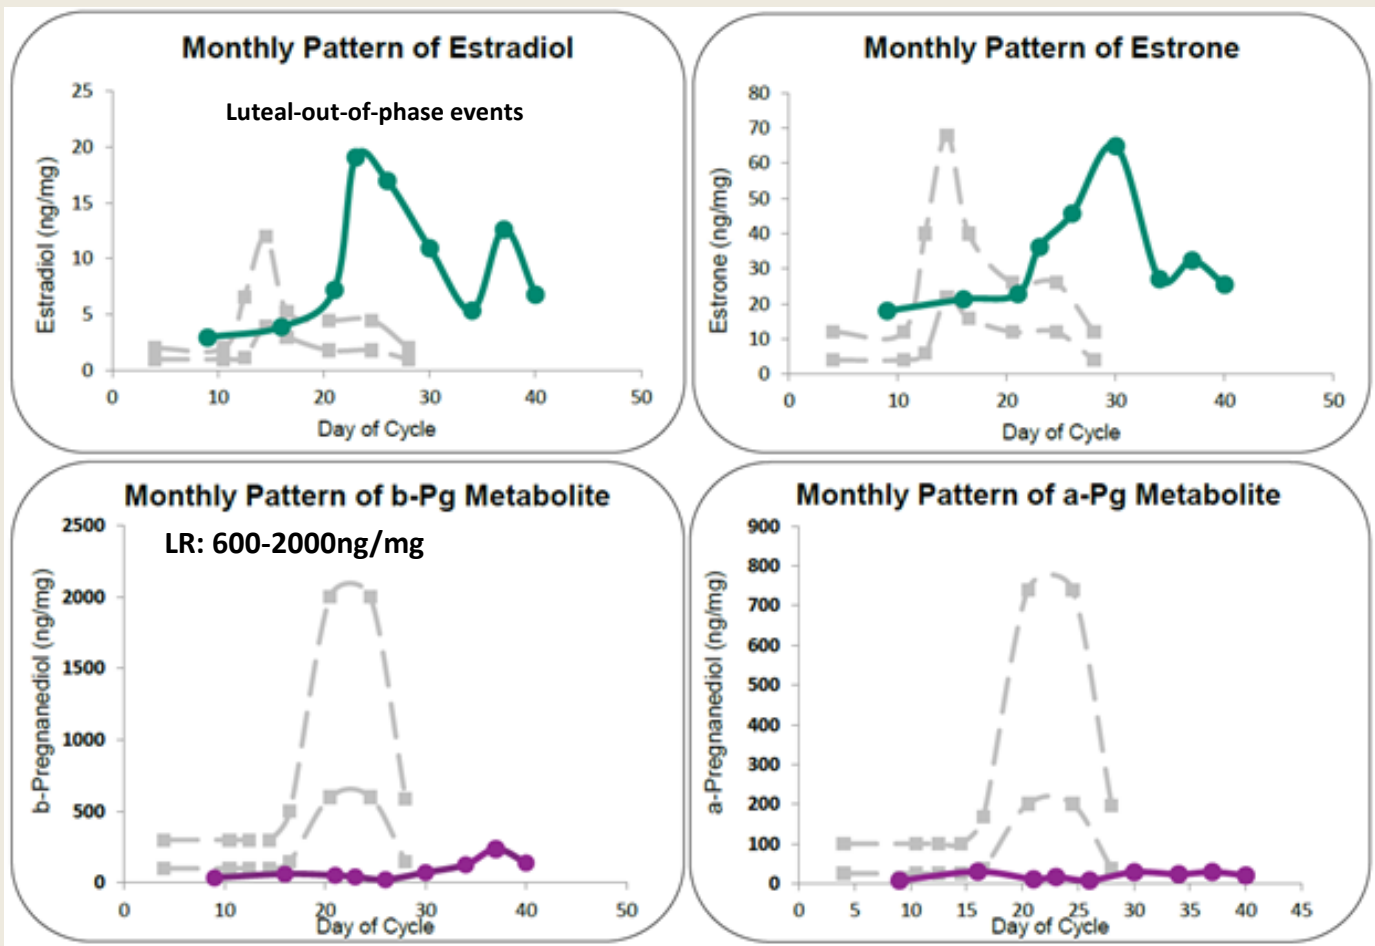 Monthly Pattern of Estradiol
Luteal-out-of-phase events
Estradiol (ng/mg)
25
20
15
10
5
0
0 10 20 30 40 50
Day of Cycle
Monthly Pattern of Estrone
Estrone (ng/mg)
80
70
60
50
40
30
20
10
0
0 10 20 30 40 50
Day of Cycle
Monthly Pattern of b-Pg Metabolite
LR: 600-2000ng/mg
b-Pregnanediol (ng/mg)
2500
2000
1500
1000
500
0
0 10 20 30 40 50
Day of Cycle
Monthly Pattern of a-Pg Metabolite
a-Pregnanediol (ng/mg)
900
800
700
600
500
400
300
200
100
0
0 5 10 15 20 25 30 35 40 45
Day of Cycle